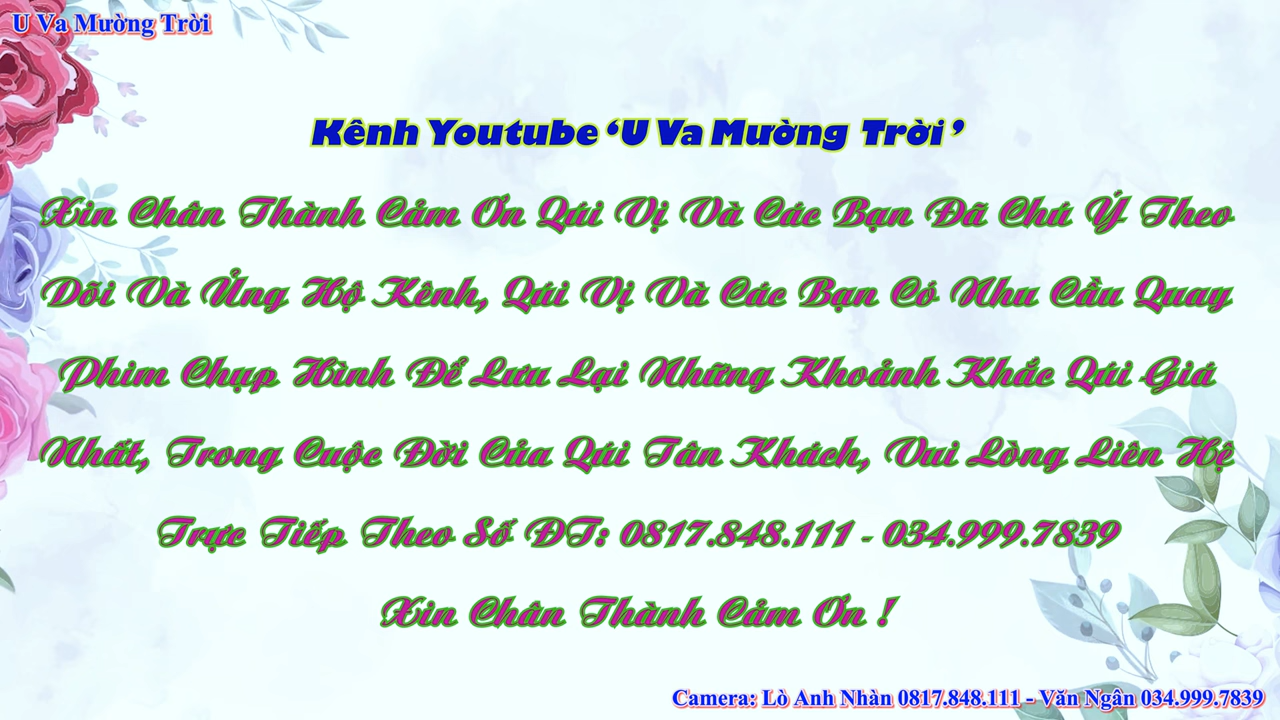 U Va Mường Trời
Kênh Youtube ‘U Va Mường Trời ’
Xin Chân Thành Cảm Ơn Qúi Vị Và Các Bạn Đã Chú Ý Theo
Dõi Và Ủng Hộ Kênh, Qúi Vị Và Các Bạn Có Nhu Cầu Quay
Phim Chụp Hình Để Lưu Lại Những Khoảnh Khắc Qúi Giá
Nhất, Trong Cuộc Đời Của Qúi Tân Khách, Vui Lòng Liên Hệ
Trực Tiếp Theo Số ĐT: 0817.848.111 - 034.999.7839
Xin Chân Thành Cảm Ơn !
Camera: Lò Anh Nhàn 0817.848.111 - Văn Ngân 034.999.7839